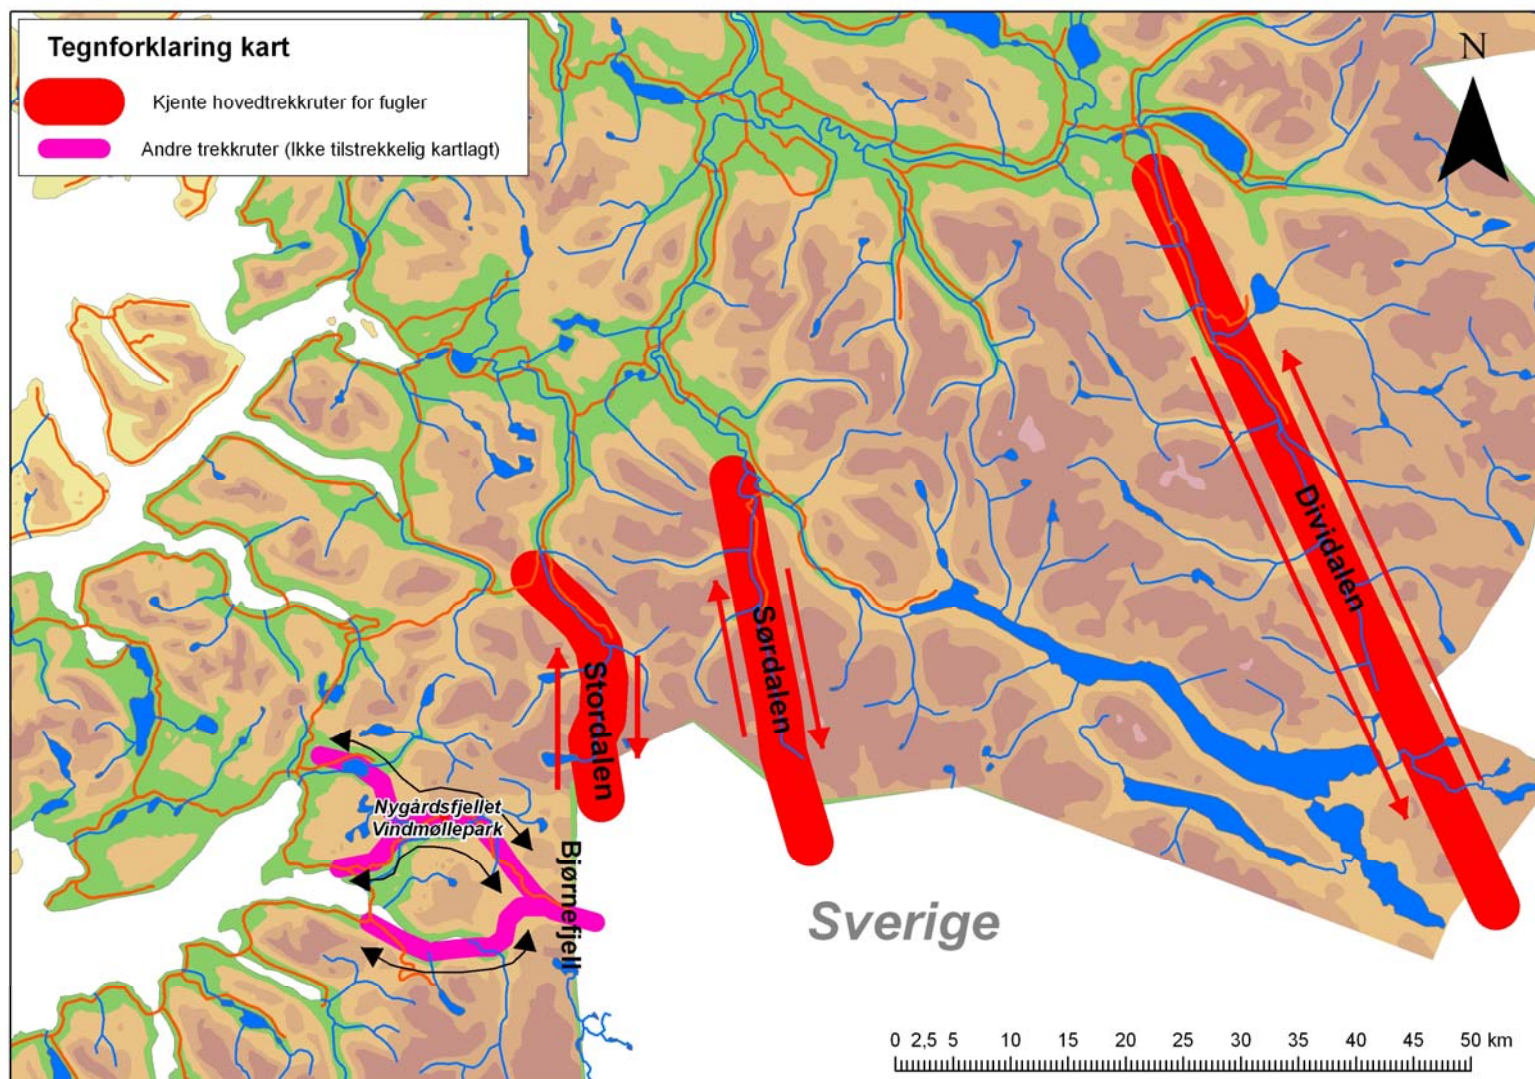 Tegnforklaring kart
Kjente hovedtrekkruter for fugler
Andre trekkruter (Ikke tilstrekkelig kartlagt)
N
Dividalen
Sørdalen
Stordalen
Nygårdsfjellet
Vindmøllepark
Bjørnefjell
Sverige
0 2,5 5 10 15 20 25 30 35 40 45 50 km